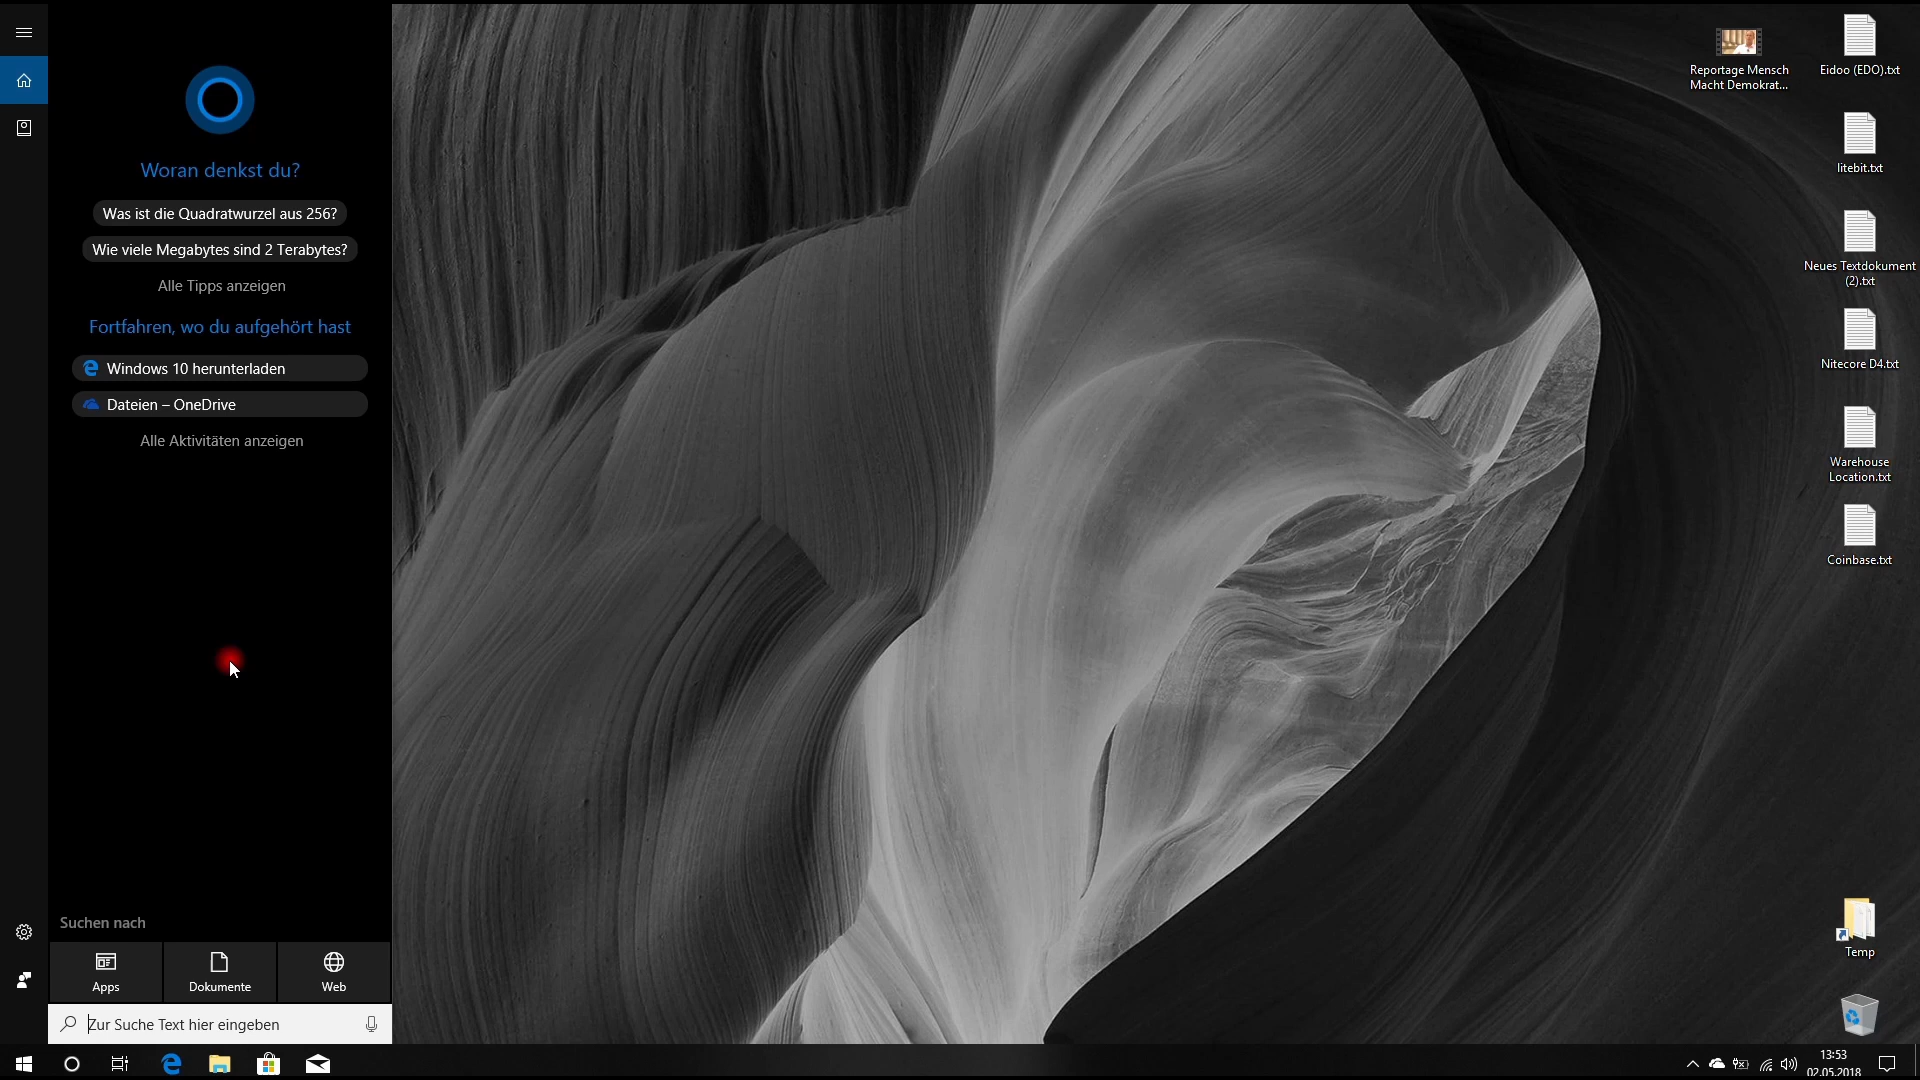 Woran denkst du?
Was ist die Quadratwurzel aus 256?
Wie viele Megabytes sind 2 Terabytes?
Alle Tipps anzeigen
Fortfahren, wo du aufgehört hast
Windows 10 herunterladen
Dateien – OneDrive
Alle Aktivitäten anzeigen
Suchen nach
Apps
Dokumente
Web
Zur Suche Text hier eingeben
Reportage Mensch
Macht Demokrat...
Eidoo (EDO).txt
litebit.txt
Neues Textdokument
(2).txt
Nitecore D4.txt
Warehouse
Location.txt
Coinbase.txt
Temp
13:53
02.05.2018